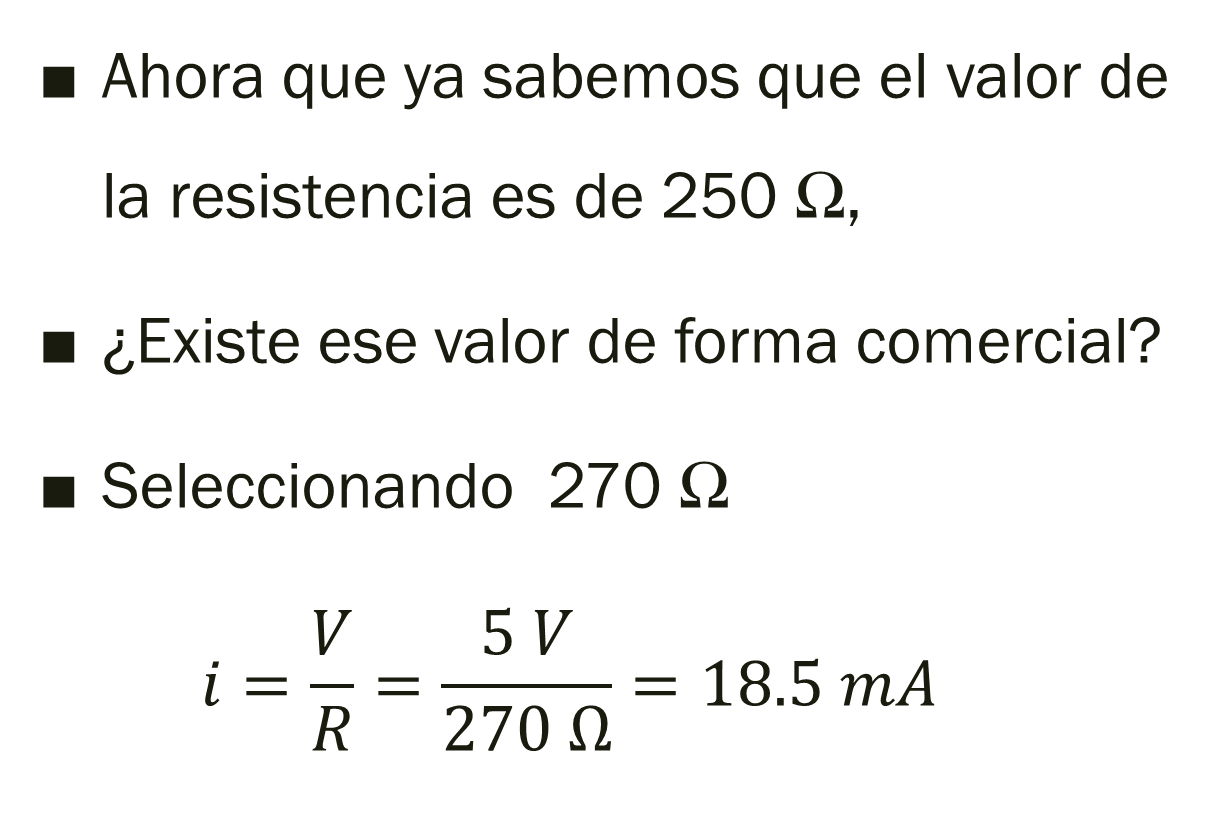 ■ Ahora que ya sabemos que el valor de
la resistencia es de 250 Ω,
■ ¿Existe ese valor de forma comercial?
■ Seleccionando 270 Ω
i = V/R = 5 V/270 Ω = 18.5 mA